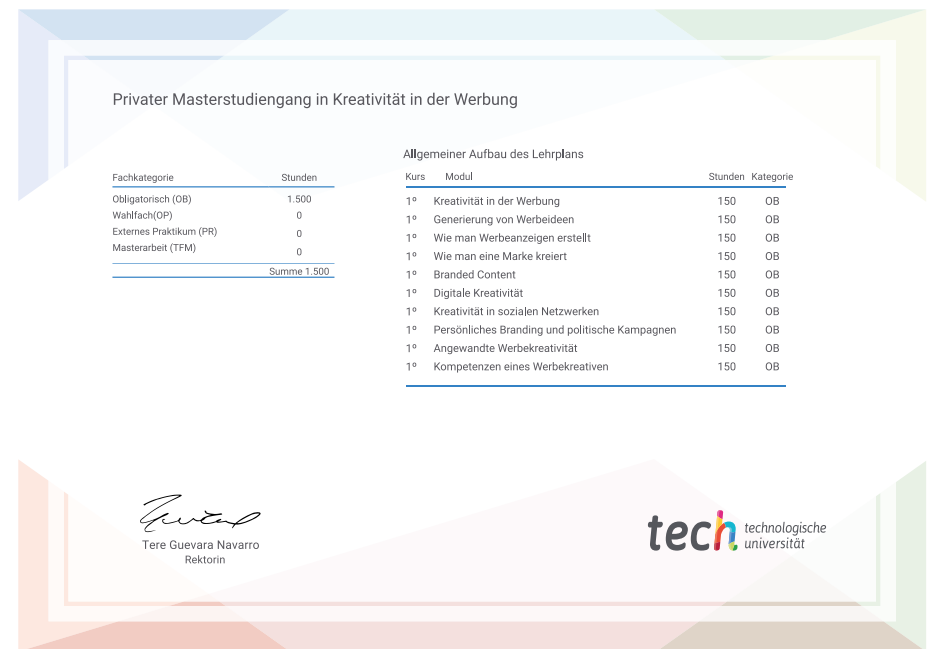 Privater Masterstudiengang in Kreativität in der Werbung
Fachkategorie Stunden
Obligatorisch (OB) 1.500
Wahlfach(OP) 0
Externes Praktikum (PR) 0
Masterarbeit (TFM) 0
Summe 1.500
Allgemeiner Aufbau des Lehrplans
Kurs Modul Stunden Kategorie
1º Kreativität in der Werbung 150 OB
1º Generierung von Werbeideen 150 OB
1º Wie man Werbeanzeigen erstellt 150 OB
1º Wie man eine Marke kreiert 150 OB
1º Branded Content 150 OB
1º Digitale Kreativität 150 OB
1º Kreativität in sozialen Netzwerken 150 OB
1º Persönliches Branding und politische Kampagnen 150 OB
1º Angewandte Werbekreativität 150 OB
1º Kompetenzen eines Werbekreativen 150 OB
Tere Guevara Navarro
Rektorin
tech technologische
universität